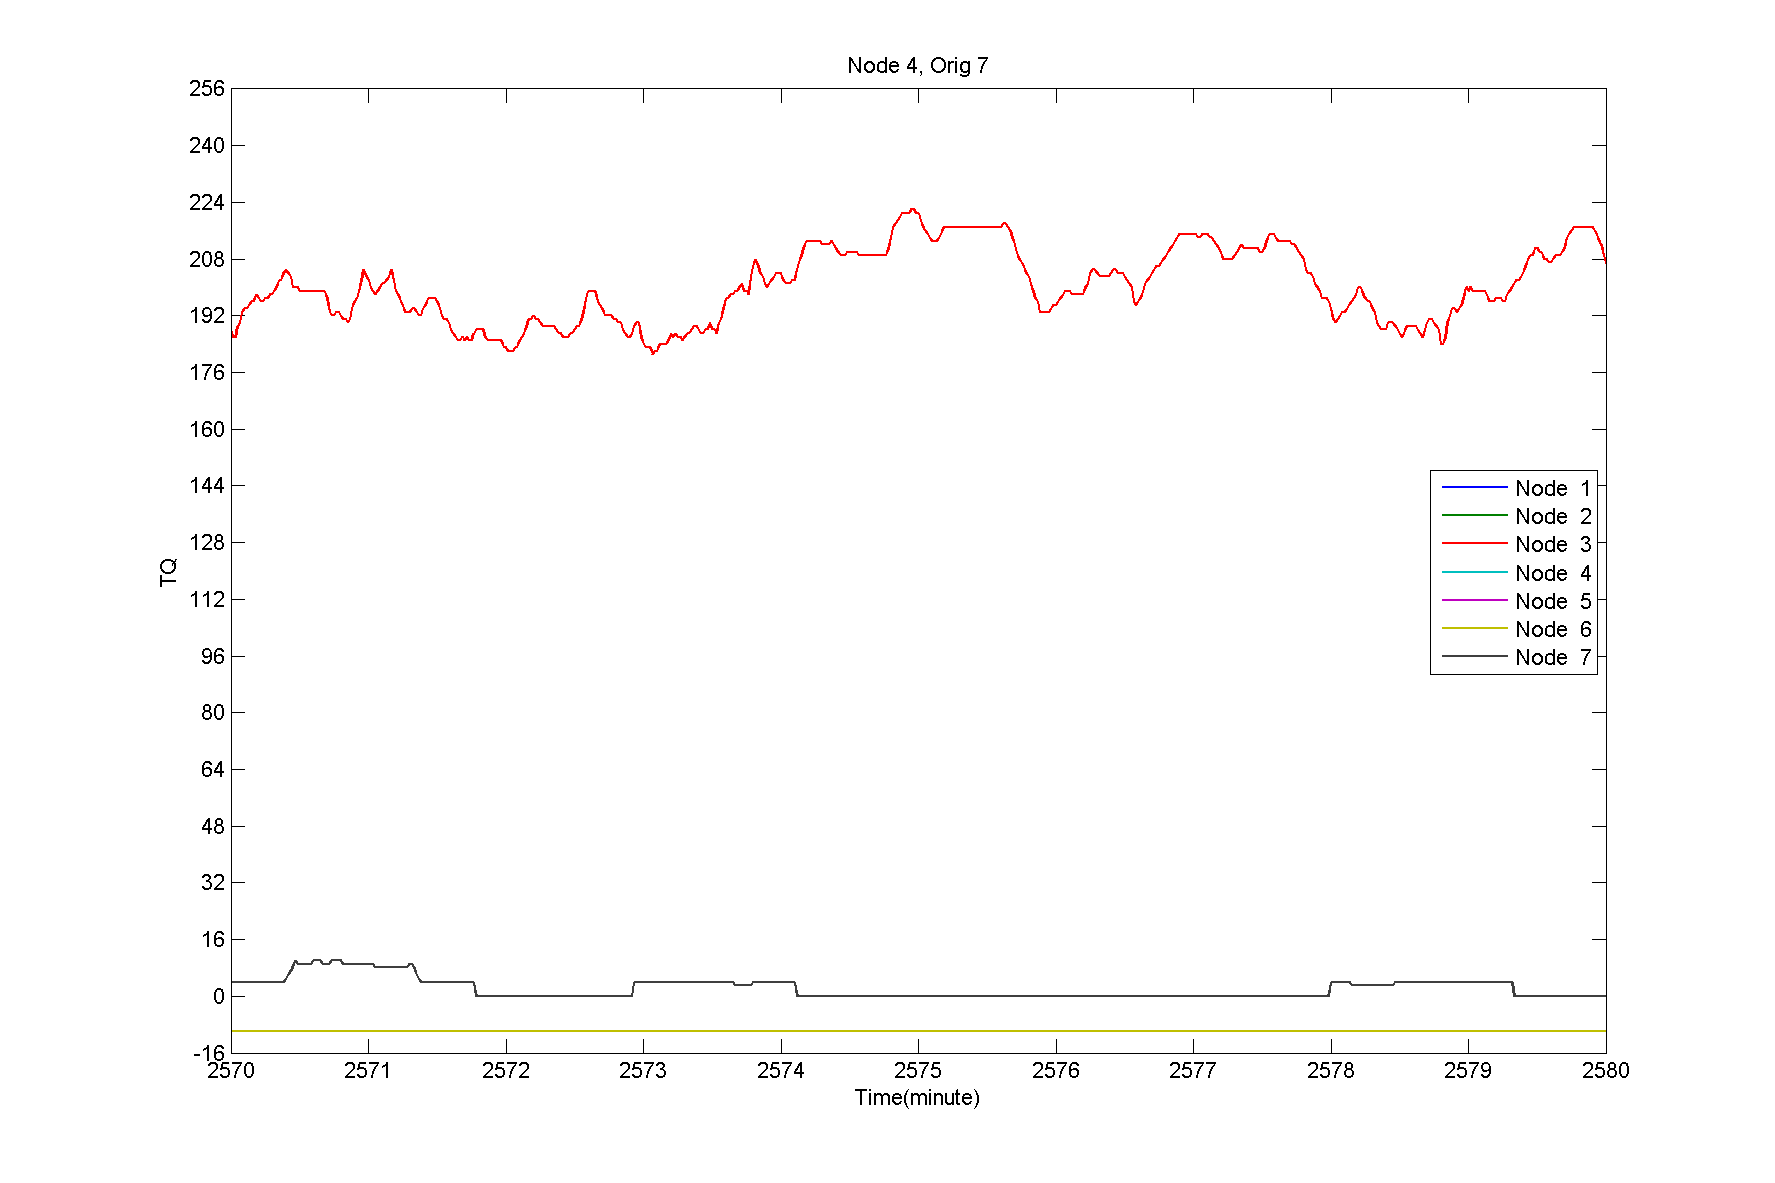 Node 4, Orig 7
256
240
224
208
192
176
160
144
128
112
96
80
64
48
32
16
0
-16
TQ
Node 1
Node 2
Node 3
Node 4
Node 5
Node 6
Node 7
2570 2571 2572 2573 2574 2575 2576 2577 2578 2579 2580
Time(minute)